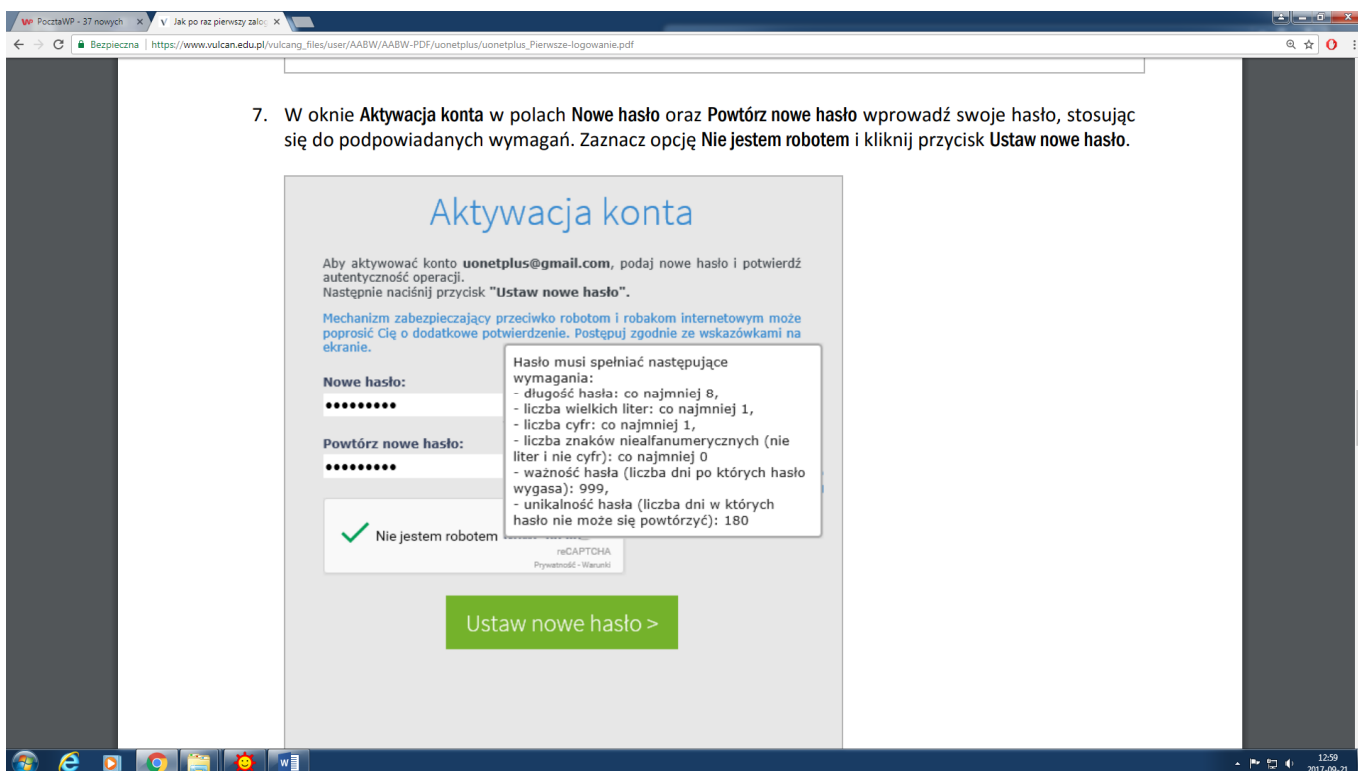 PocztaWP - 37 nowych
Jak po raz pierwszy zalog
Bezpieczna | https://www.vulcan.edu.pl/vulcang_files/user/AABW/AABW-PDF/uonetplus/uonetplus_Pierwsze-logowanie.pdf
7. W oknie Aktywacja konta w polach Nowe hasło oraz Powtórz nowe hasło wprowadź swoje hasło, stosując
się do podpowiadanych wymagań. Zaznacz opcję Nie jestem robotem i kliknij przycisk Ustaw nowe hasło.
Aktywacja konta
Aby aktywować konto uonetplus@gmail.com, podaj nowe hasło i potwierdź
autentyczność operacji.
Następnie naciśnij przycisk "Ustaw nowe hasło".
Mechanizm zabezpieczający przeciwko robotom i robakom internetowym może
poprosić Cię o dodatkowe potwierdzenie. Postępuj zgodnie ze wskazówkami na
ekranie.
Nowe hasło:
Powtórz nowe hasło:
Hasło musi spełniać następujące
wymagania:
- długość hasła: co najmniej 8,
- liczba wielkich liter: co najmniej 1,
- liczba cyfr: co najmniej 1,
- liczba znaków niealfanumerycznych (nie
liter i nie cyfr): co najmniej 0
- ważność hasła (liczba dni po których hasło
wygasa): 999,
- unikalność hasła (liczba dni w których
hasło nie może się powtórzyć): 180
Nie jestem robotem
reCAPTCHA
Prywatność - Warunki
Ustaw nowe hasło >
12:59
2017-09-21